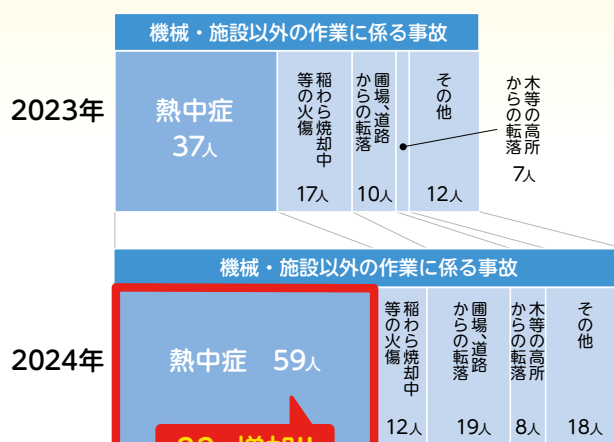 機械・施設以外の作業に係る事故
2023年
熱中症
37人
稲わら焼却中
等の火傷
17人
圃場、道路
からの転落
10人
その他
12人
木等の高所
からの転落
7人
機械・施設以外の作業に係る事故
2024年
熱中症 59人
稲わら焼却中
等の火傷
12人
圃場、道路
からの転落
19人
木等の高所
からの転落
8人
その他
18人